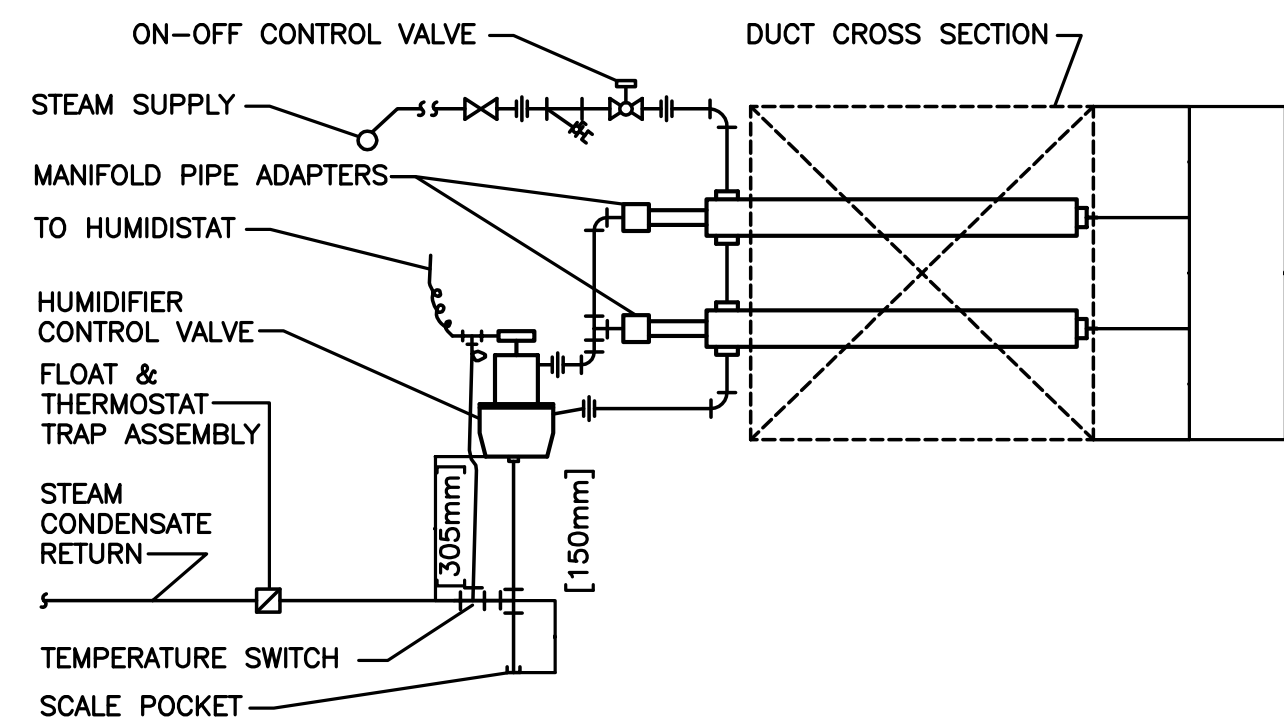 ON-OFF CONTROL VALVE
DUCT CROSS SECTION
STEAM SUPPLY
MANIFOLD PIPE ADAPTERS
TO HUMIDISTAT
HUMIDIFIER
CONTROL VALVE
FLOAT &
THERMOSTAT
TRAP ASSEMBLY
STEAM
CONDENSATE
RETURN
[305mm]
[150mm]
TEMPERATURE SWITCH
SCALE POCKET